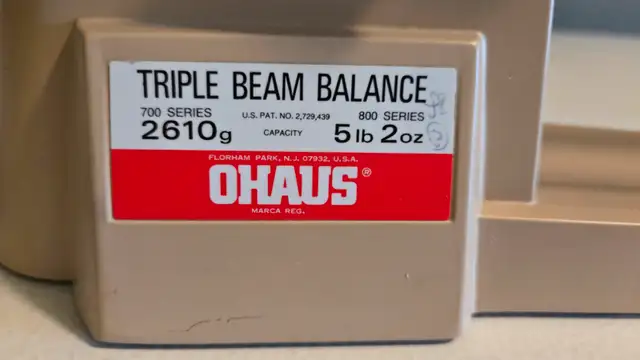 TRIPLE BEAM BALANCE
700 SERIES U.S. PAT. NO. 2,729,439 800 SERIES
2610g CAPACITY 5 lb 2 oz
FLORHAM PARK, N.J. 07932, U.S.A.
OHAUS®
MARCA REG.